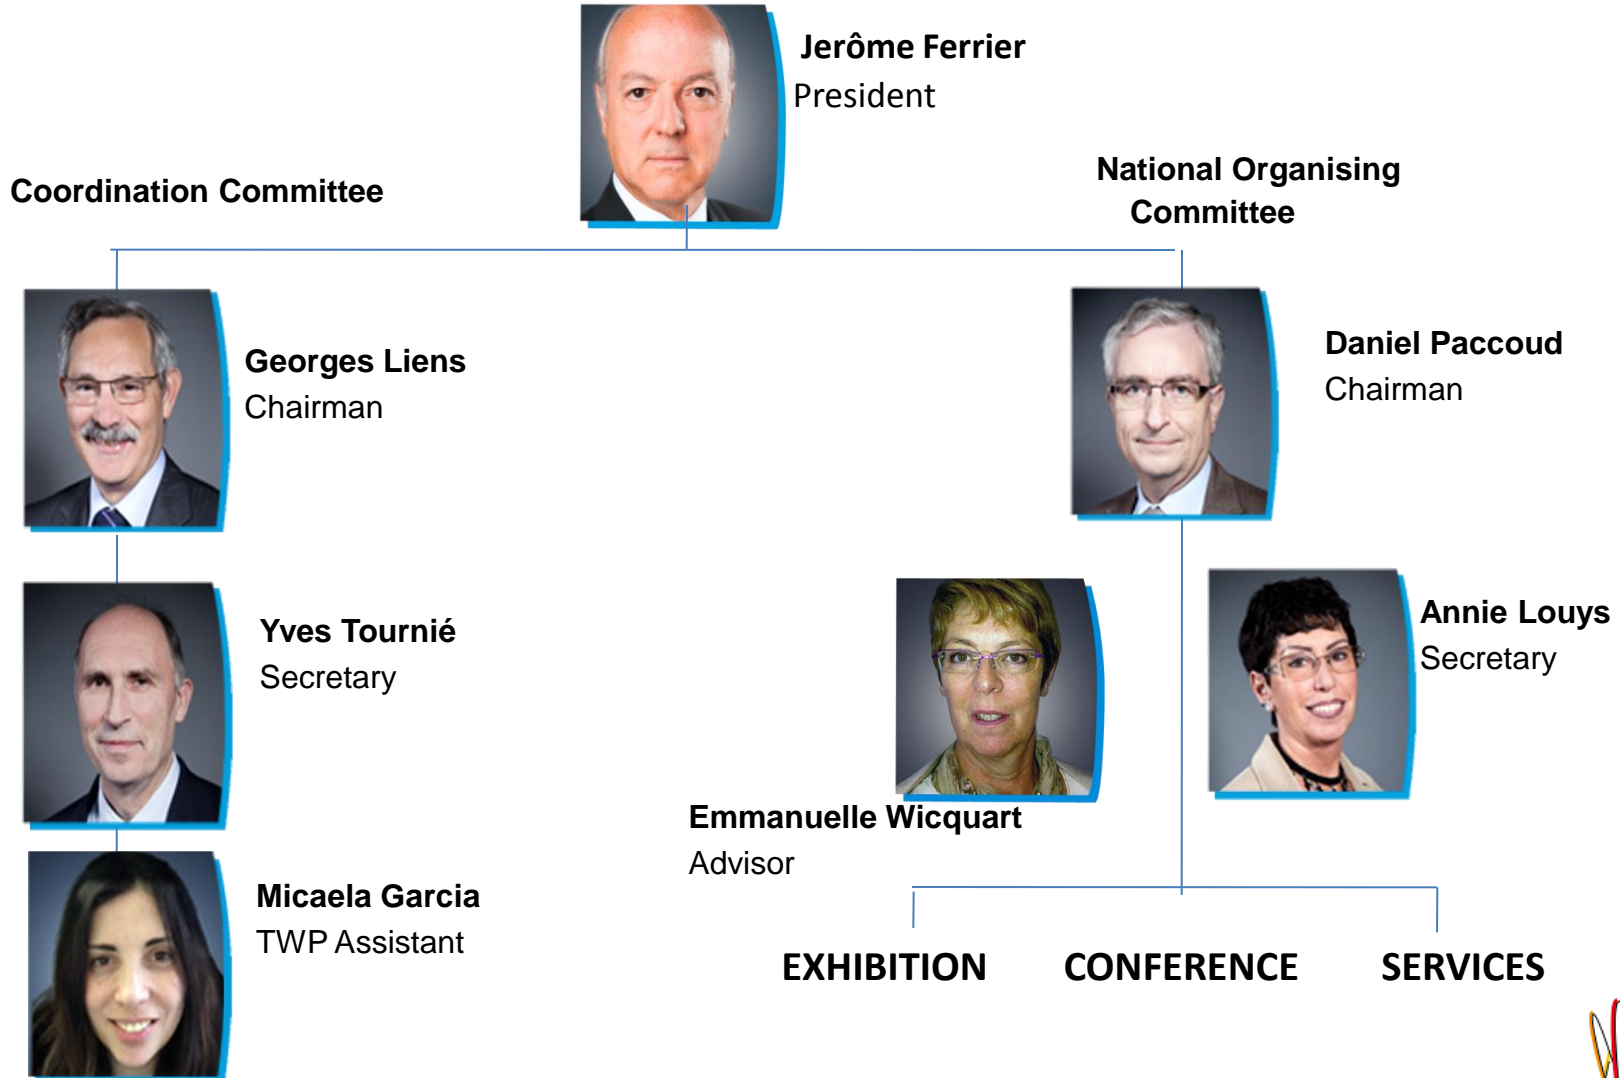 Jerôme Ferrier
President
Coordination Committee
National Organising
Committee
Georges Liens
Chairman
Daniel Paccoud
Chairman
Yves Tournié
Secretary
Annie Louys
Secretary
Emmanuelle Wicquart
Advisor
Micaela Garcia
TWP Assistant
EXHIBITION CONFERENCE SERVICES